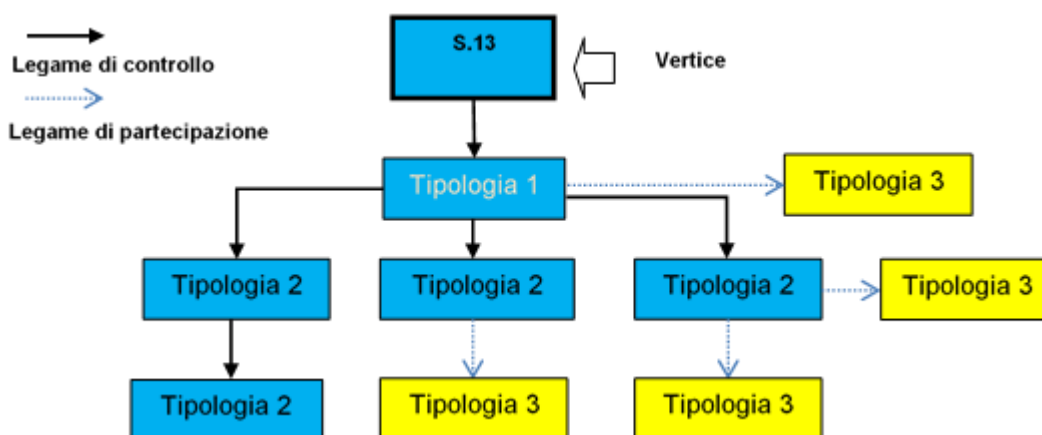 S.13
Legame di controllo
Vertice
Legame di partecipazione
Tipologia 1
Tipologia 3
Tipologia 2
Tipologia 2
Tipologia 2
Tipologia 3
Tipologia 2
Tipologia 3
Tipologia 3